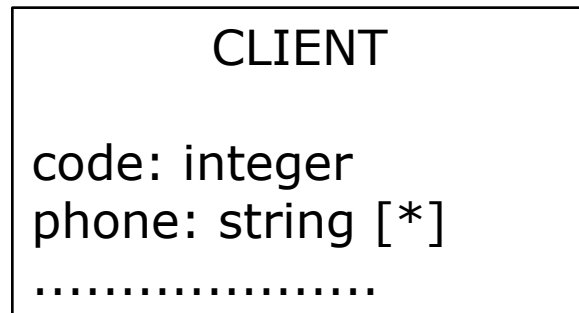 CLIENT
code: integer
phone: string [*]
.....................